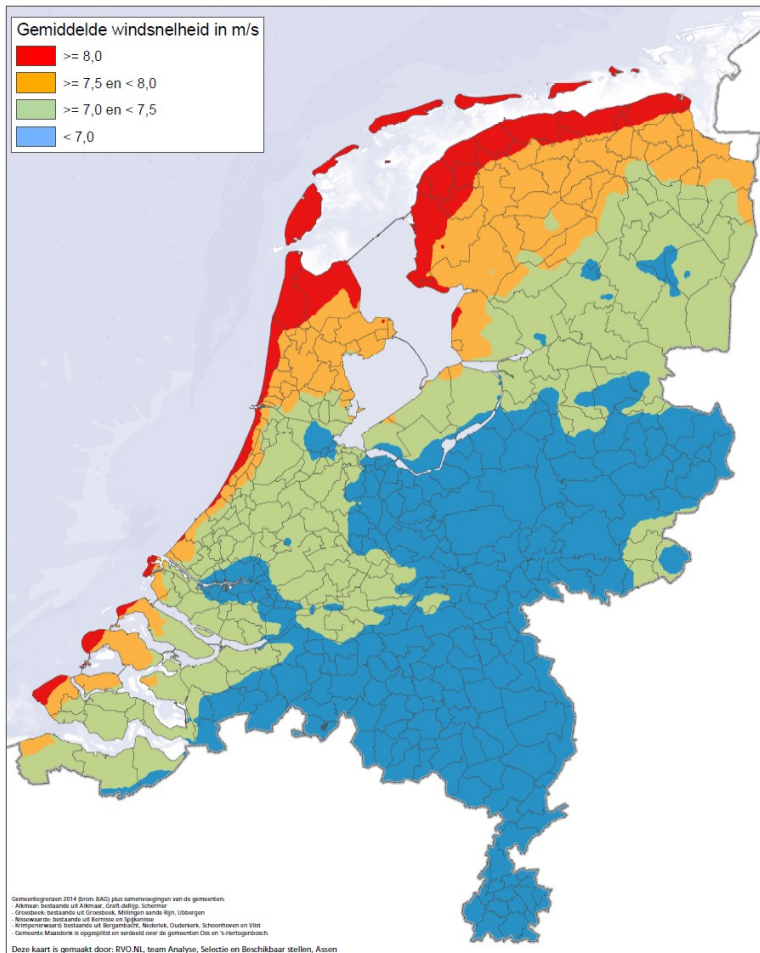 Gemiddelde windsnelheid in m/s
>= 8,0
>= 7,5 en < 8,0
>= 7,0 en < 7,5
< 7,0
Gemeentegrenzen 2014 (bron: BAG) plus samenvoegingen van de gemeenten:
- Alkmaar: bestaande uit Alkmaar, Graft-deRijp, Schermer
- Groesbeek: bestaande uit Groesbeek, Millingen aande Rijn, Ubbergen
- Nissewaarde: bestaande uit Bernisse en Spijkenisse
- Krimpenerwaard: bestaande uit Bergambacht, Nederlek, Ouderkerk, Schoonhoven en Vlist
- Gemeente Maasdonk is opgesplitst en verdeeld over de gemeenten Oss en 's-Hertogenbosch.
Deze kaart is gemaakt door: RVO.NL, team Analyse, Selectie en Beschikbaar stellen, Assen